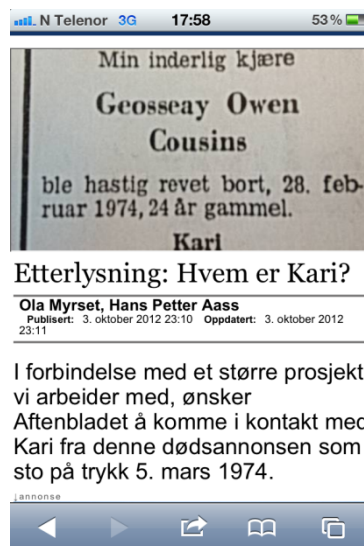 N Telenor 3G 17:58 53 %
Min inderlig kjære
Geosseay Owen
Cousins
ble hastig revet bort, 28. feb-
ruar 1974, 24 år gammel.
Kari
Etterlysning: Hvem er Kari?
Ola Myrset, Hans Petter Aass
Publisert: 3. oktober 2012 23:10 Oppdatert: 3. oktober 2012
23:11
I forbindelse med et større prosjekt
vi arbeider med, ønsker
Aftenbladet å komme i kontakt med
Kari fra denne dødsannonsen som
sto på trykk 5. mars 1974.
↓annonse